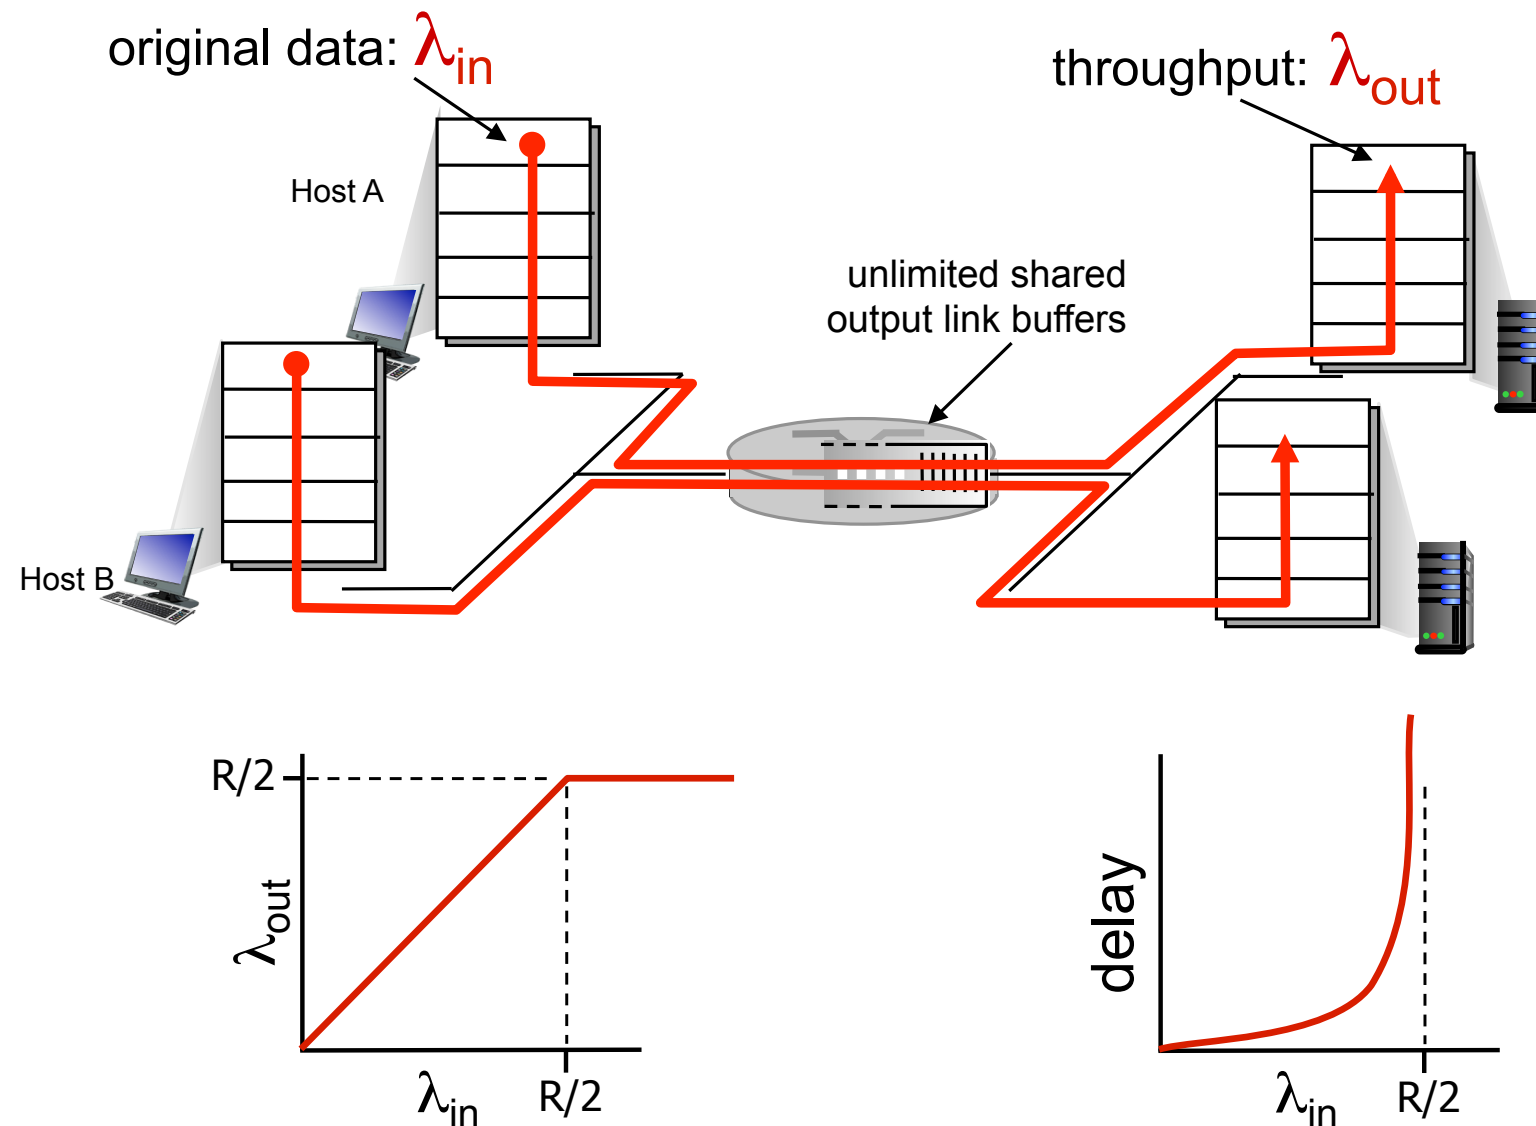 original data: λin
throughput: λout
Host A
unlimited shared
output link buffers
Host B
R/2
λout
λin
R/2
delay
λin
R/2